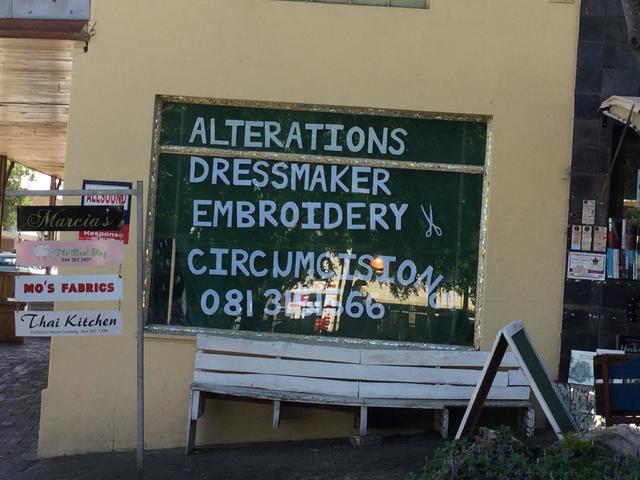 ALTERATIONS
DRESSMAKER
EMBROIDERY
CIRCUMCISION
ALLSOUND
Response
Marcia's
MO'S FABRICS
Thai Kitchen